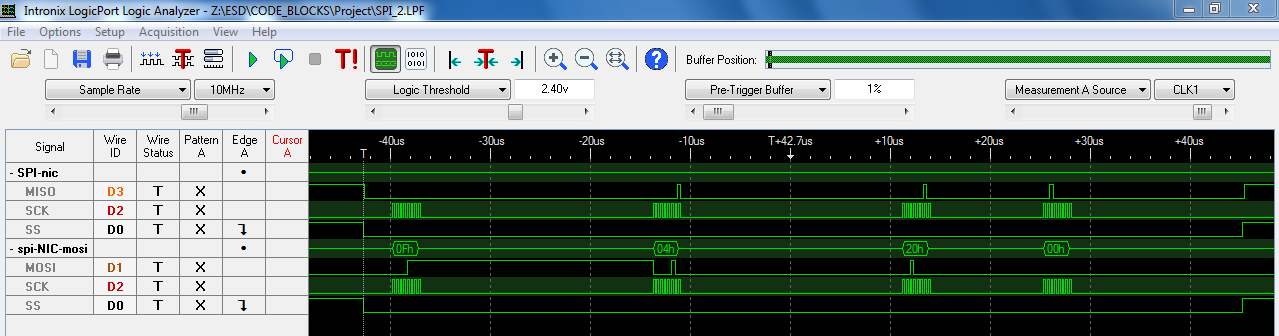 Intronix LogicPort Logic Analyzer - Z:\ESD\CODE_BLOCKS\Project\SPI_2.LPF
File Options Setup Acquisition View Help
T T! 1010 0101 T ? Buffer Position:
Sample Rate 10MHz Logic Threshold 2.40v Pre-Trigger Buffer 1% Measurement A Source CLK1
Signal Wire ID Wire Status Pattern A Edge A Cursor A T -40us -30us -20us -10us T+42.7us +10us +20us +30us +40us
- SPI-nic
MISO D3 T X
SCK D2 T X
SS D0 T X
- spi-NIC-mosi 0Fh 04h 20h 00h
MOSI D1 T X
SCK D2 T X
SS D0 T X